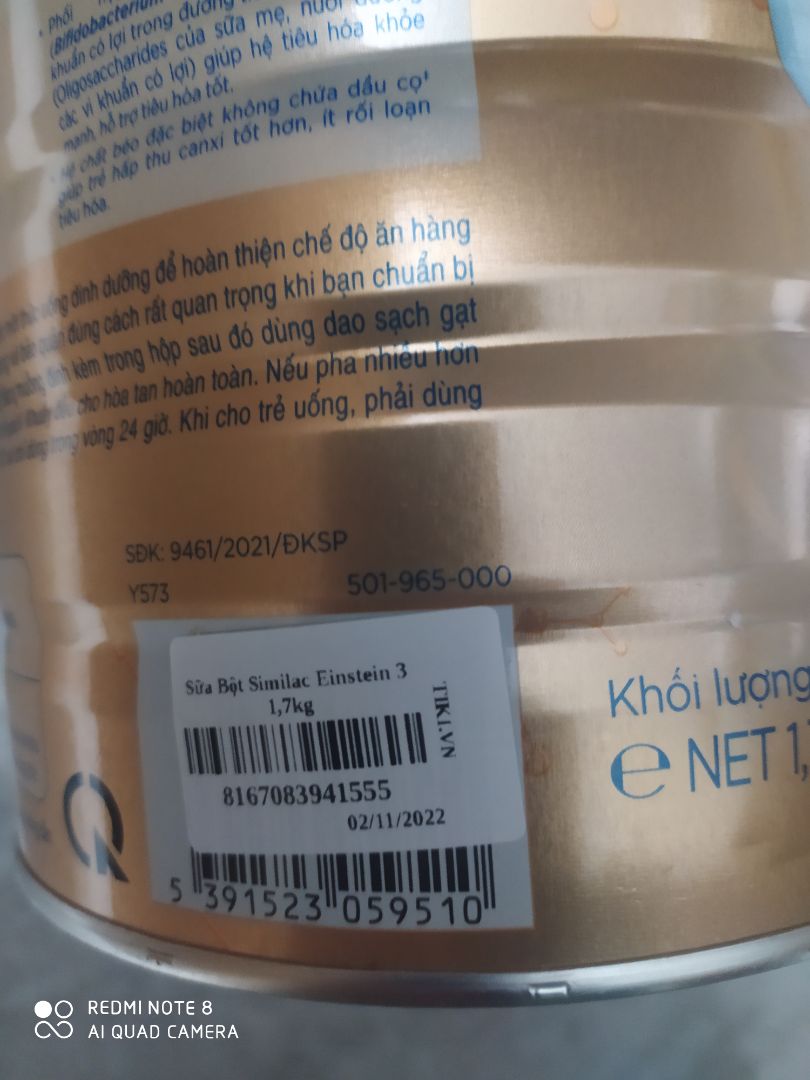 Phối
(Bifidobacterium
khuẩn có lợi trong đường
(Oligosaccharides của sữa mẹ, nuôi dưỡng
các vi khuẩn có lợi) giúp hệ tiêu hóa khỏe
mạnh, hỗ trợ tiêu hóa tốt.
Hệ chất béo đặc biệt không chứa dầu cọ‡
giúp trẻ hấp thu canxi tốt hơn, ít rối loạn
tiêu hóa.
dinh dưỡng để hoàn thiện chế độ ăn hàng
đúng cách rất quan trọng khi bạn chuẩn bị
kèm trong hộp sau đó dùng dao sạch gạt
cho hòa tan hoàn toàn. Nếu pha nhiều hơn
trong vòng 24 giờ. Khi cho trẻ uống, phải dùng
SĐK: 9461/2021/ĐKSP
Y573 501-965-000
Sữa Bột Similac Einstein 3
1,7kg
TIKI.VN
8167083941555
02/11/2022
5 391523 059510
Khối lượng
e NET 1,
REDMI NOTE 8
AI QUAD CAMERA